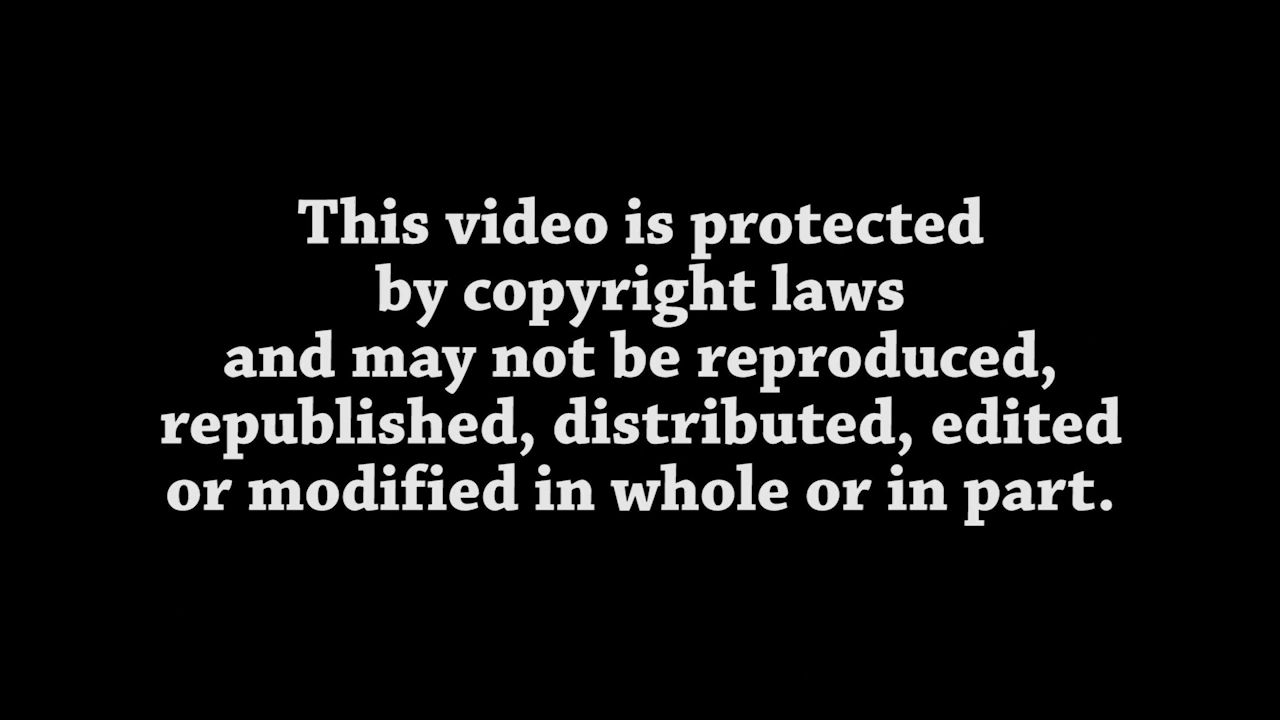 This video is protected
by copyright laws
and may not be reproduced,
republished, distributed, edited
or modified in whole or in part.